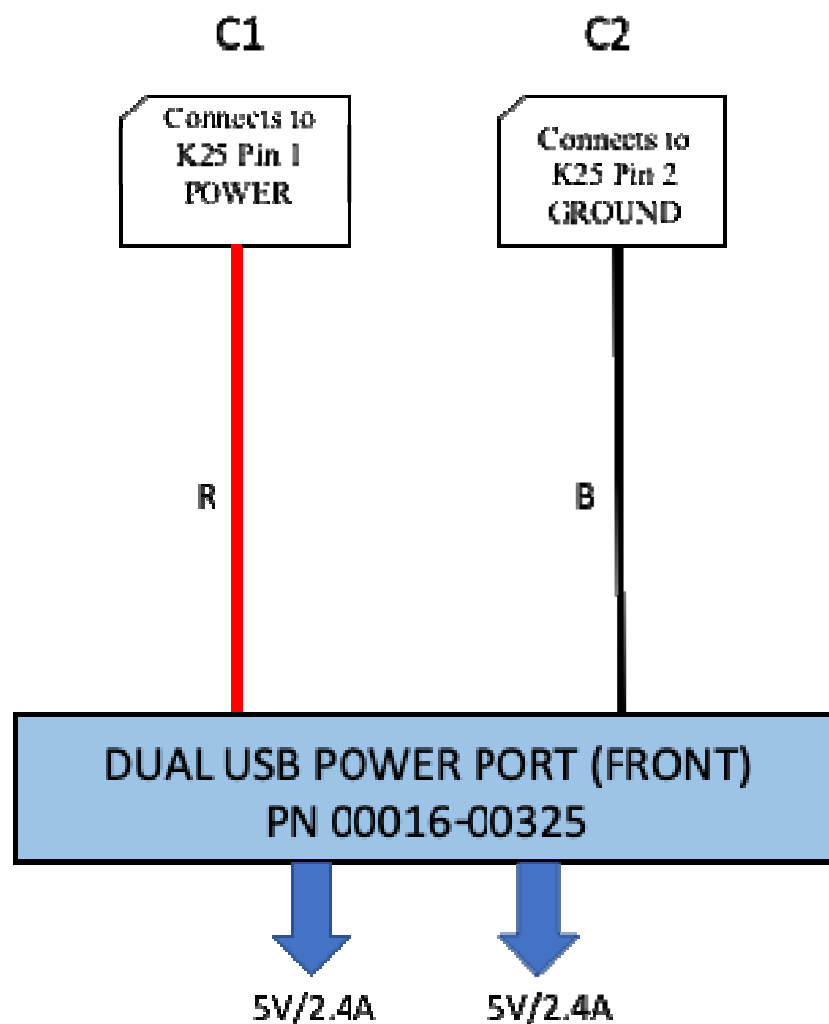 C1
C2
Connects to
K25 Pin 1
POWER
Connects to
K25 Pin 2
GROUND
R
B
DUAL USB POWER PORT (FRONT)
PN 00016-00325
5V/2.4A
5V/2.4A